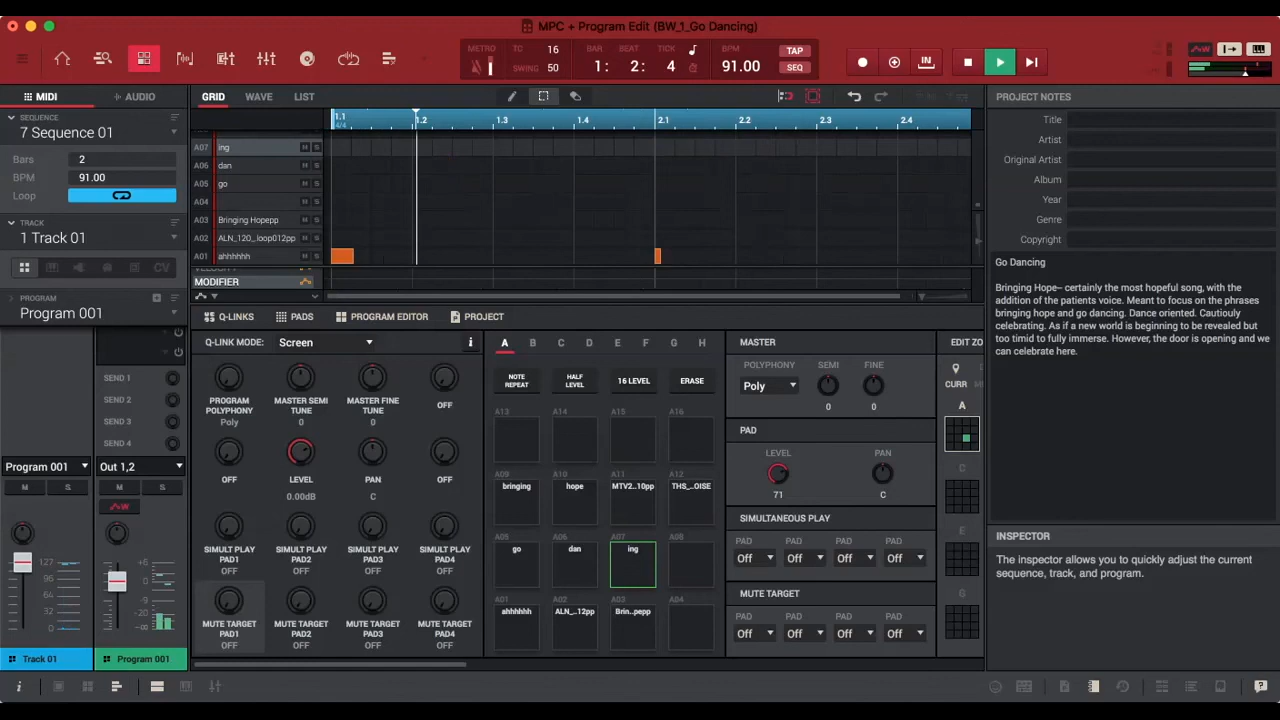 MPC + Program Edit (BW_1_Go Dancing)
METRO
TC 16
SWING 50
BAR BEAT TICK
1: 2: 4
BPM
91.00
TAP
SEQ
IN
MIDI
AUDIO
SEQUENCE
7 Sequence 01
Bars 2
BPM 91.00
Loop
TRACK
1 Track 01
CV
PROGRAM
Program 001
SEND 1
SEND 2
SEND 3
SEND 4
Program 001
Out 1,2
M S M S
127
96
64
32
0
+6
0
Track 01
Program 001
GRID WAVE LIST
1.1 1.2 1.3 1.4 2.1 2.2 2.3 2.4
4/4
A07 ing M S
A06 dan M S
A05 go M S
A04 M S
A03 Bringing Hopepp M S
A02 ALN_120_loop012pp M S
A01 ahhhhhh M S
MODIFIER
Q-LINKS PADS PROGRAM EDITOR PROJECT
Q-LINK MODE: Screen
PROGRAM POLYPHONY
Poly
MASTER SEMI TUNE
0
MASTER FINE TUNE
0
OFF
OFF
LEVEL
0.00dB
PAN
C
OFF
SIMULT PLAY PAD1
OFF
SIMULT PLAY PAD2
OFF
SIMULT PLAY PAD3
OFF
SIMULT PLAY PAD4
OFF
MUTE TARGET PAD1
OFF
MUTE TARGET PAD2
OFF
MUTE TARGET PAD3
OFF
MUTE TARGET PAD4
OFF
A B C D E F G H
NOTE REPEAT
HALF LEVEL
16 LEVEL
ERASE
A13 A14 A15 A16
A09 A10 A11 A12
bringing hope MTV2...10pp THS_..OISE
A05 A06 A07 A08
go dan ing
A01 A02 A03 A04
ahhhhhh ALN_..12pp Brin..pepp
MASTER
POLYPHONY SEMI FINE
Poly 0 0
PAD
LEVEL PAN
71 C
SIMULTANEOUS PLAY
PAD PAD PAD PAD
Off Off Off Off
MUTE TARGET
PAD PAD PAD PAD
Off Off Off Off
EDIT ZO
CURR
A
C
E
G
PROJECT NOTES
Title
Artist
Original Artist
Album
Year
Genre
Copyright
Go Dancing
Bringing Hope– certainly the most hopeful song, with the
addition of the patients voice. Meant to focus on the phrases
bringing hope and go dancing. Dance oriented. Cautiouly
celebrating. As if a new world is beginning to be revealed but
too timid to fully immerse. However, the door is opening and we
can celebrate here.
INSPECTOR
The inspector allows you to quickly adjust the current
sequence, track, and program.